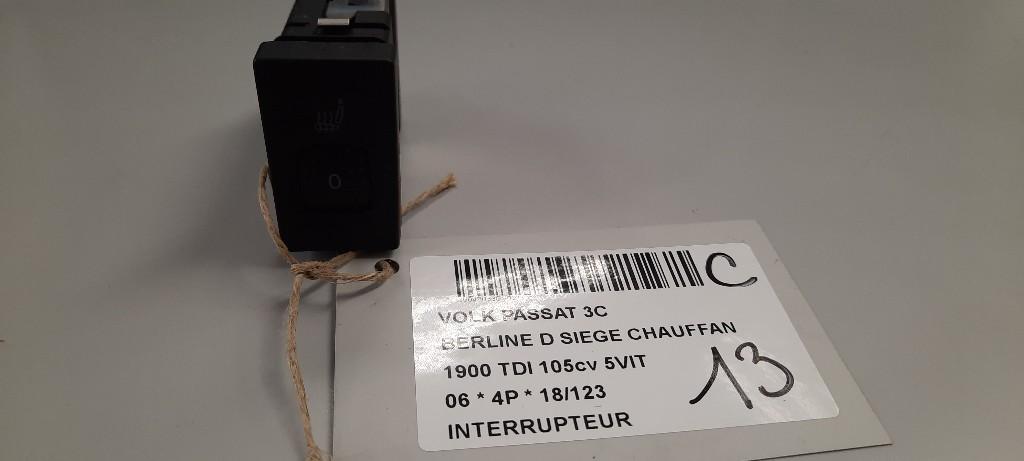 0
C
VOLK PASSAT 3C
BERLINE D SIEGE CHAUFFAN
1900 TDI 105cv 5VIT
06 * 4P * 18/123
INTERRUPTEUR
13